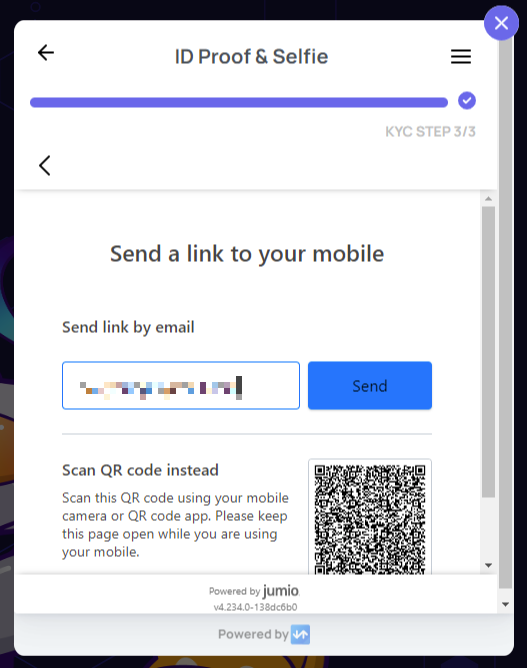 ID Proof & Selfie
KYC STEP 3/3
Send a link to your mobile
Send link by email
Send
Scan QR code instead
Scan this QR code using your mobile
camera or QR code app. Please keep
this page open while you are using
your mobile.
Powered by jumio
v4.234.0-138dc6b0
Powered by